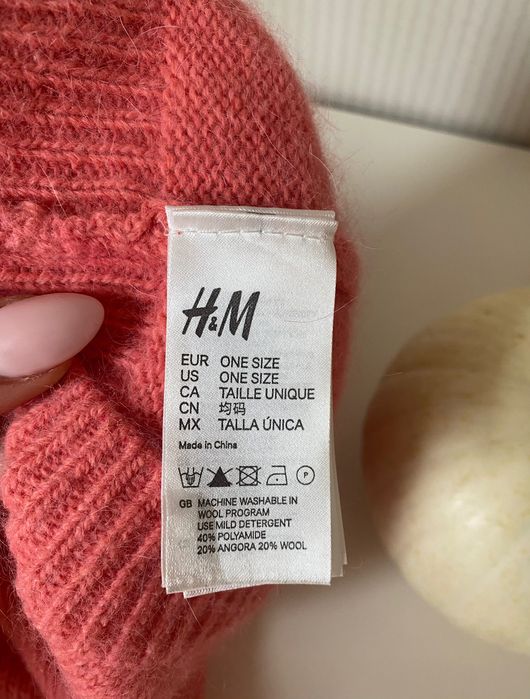 H&M
EUR ONE SIZE
US ONE SIZE
CA TAILLE UNIQUE
CN 均码
MX TALLA ÚNICA
Made in China
P
GB MACHINE WASHABLE IN
WOOL PROGRAM
USE MILD DETERGENT
40% POLYAMIDE
20% ANGORA 20% WOOL